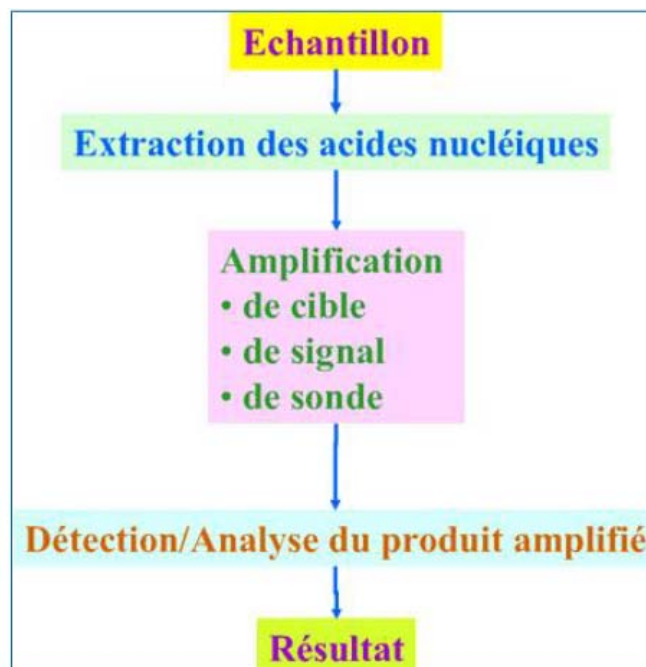 Echantillon
Extraction des acides nucléiques
Amplification
• de cible
• de signal
• de sonde
Détection/Analyse du produit amplifié
Résultat